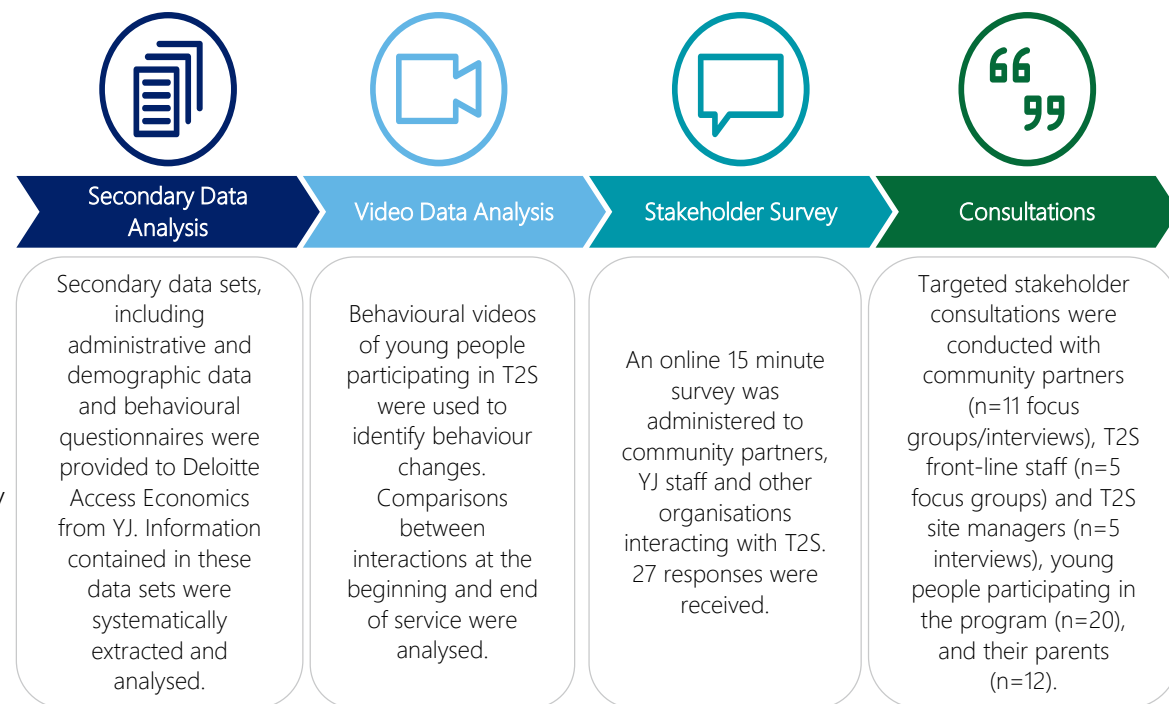 66
99
Secondary Data
Analysis
Video Data Analysis
Stakeholder Survey
Consultations
Secondary data sets,
including
administrative and
demographic data
and behavioural
questionnaires were
provided to Deloitte
Access Economics
from YJ. Information
contained in these
data sets were
systematically
extracted and
analysed.
Behavioural videos
of young people
participating in T2S
were used to
identify behaviour
changes.
Comparisons
between
interactions at the
beginning and end
of service were
analysed.
An online 15 minute
survey was
administered to
community partners,
YJ staff and other
organisations
interacting with T2S.
27 responses were
received.
Targeted stakeholder
consultations were
conducted with
community partners
(n=11 focus
groups/interviews), T2S
front-line staff (n=5
focus groups) and T2S
site managers (n=5
interviews), young
people participating in
the program (n=20),
and their parents
(n=12).